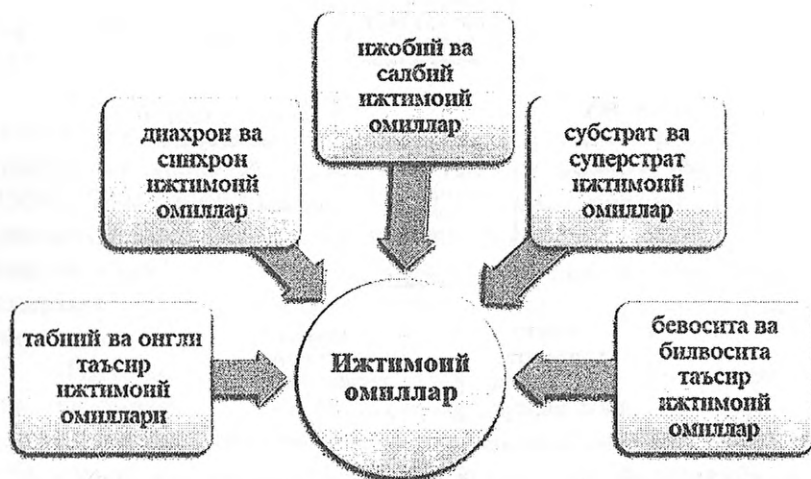 ижобий ва
салбий
ижтимоий
омиллар
диахрон ва
синхрон
ижтимоий
омиллар
субстрат ва
суперстрат
ижтимоий
омиллар
табиий ва онгли
таъсир
ижтимоий
омиллари
Ижтимоий
омиллар
бевосита ва
билвосита
таъсир
ижтимоий
омиллар